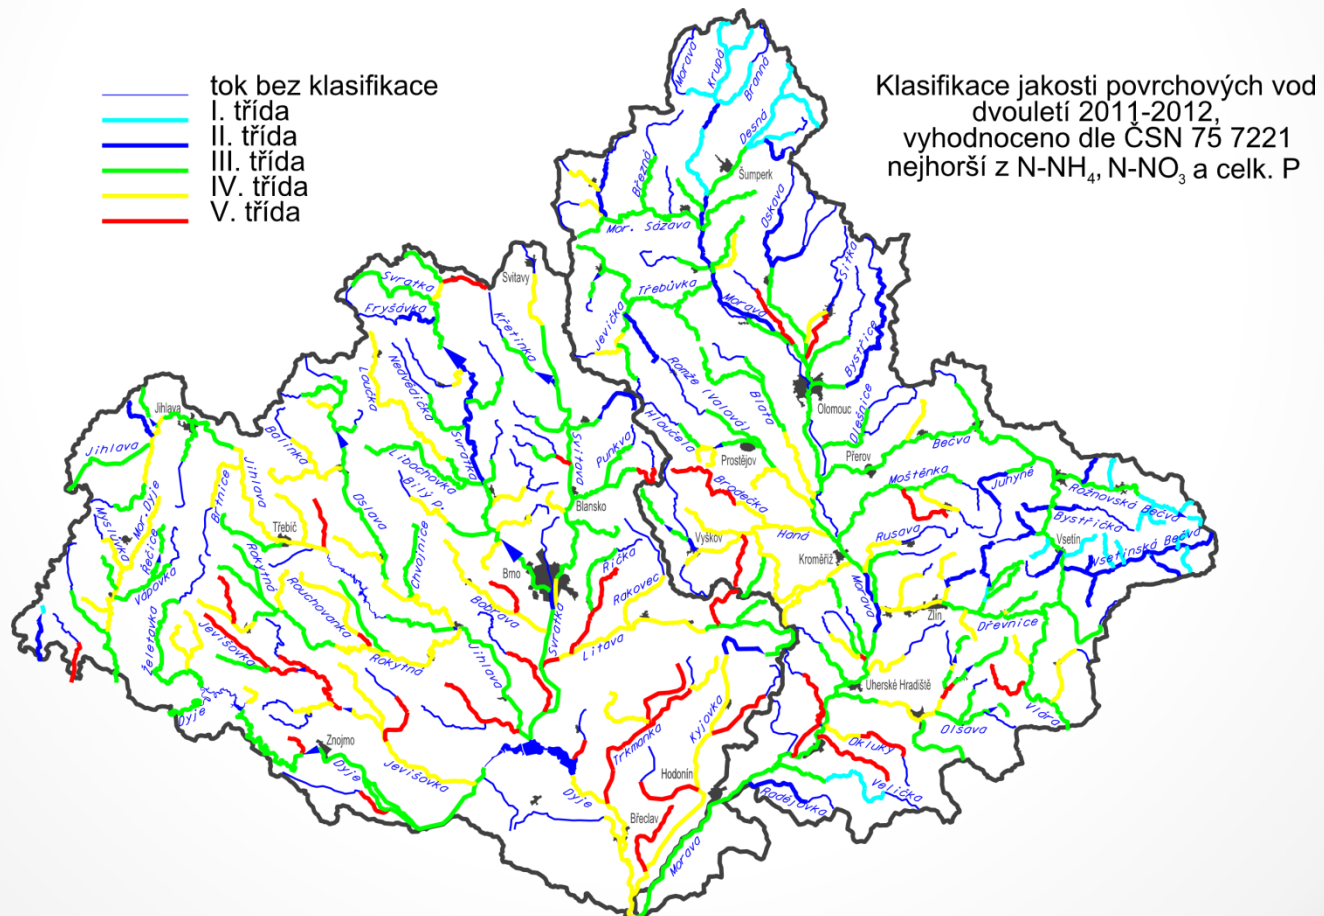 tok bez klasifikace
I. třída
II. třída
III. třída
IV. třída
V. třída
Klasifikace jakosti povrchových vod
dvouletí 2011-2012,
vyhodnoceno dle ČSN 75 7221
nejhorší z N-NH₄, N-NO₃ a celk. P
Morava
Krupá
Branná
Desná
Březná
Šumperk
Oskava
Mor. Sázava
Sitka
Svitavy
Svratka
Třebůvka
Morava
Fryšávka
Křetinka
Jevíčka
Bystřice
Loučka
Nedvědička
Romže (Valová)
Blata
Olomouc
Jihlava
Olešnice
Hloučela
Jihlava
Balinka
Svratka
Svitava
Punkva
Bečva
Prostějov
Přerov
Libochovka
Bílý p.
Moštěnka
Juhyně
Rožnovská Bečva
Brtnice
Jihlava
Mor. Dyje
Oslava
Blansko
Brodečka
Bystřička
Myslůvka
Třebíč
Vyškov
Haná
Rusava
Vsetín
Vsetínská Bečva
Kroměříž
Řečice
Vápovka
Rokytná
Chvojnice
Brno
Říčka
Rakovec
Rouchovanka
Bobrava
Morava
Zlín
Dřevnice
Želetavka
Jevišovka
Rokytná
Jihlava
Svratka
Litava
Uherské Hradiště
Dyje
Vlára
Olšava
Znojmo
Trkmanka
Kyjovka
Okluky
Dyje
Jevišovka
Hodonín
Velička
Dyje
Radějovka
Břeclav
Morava